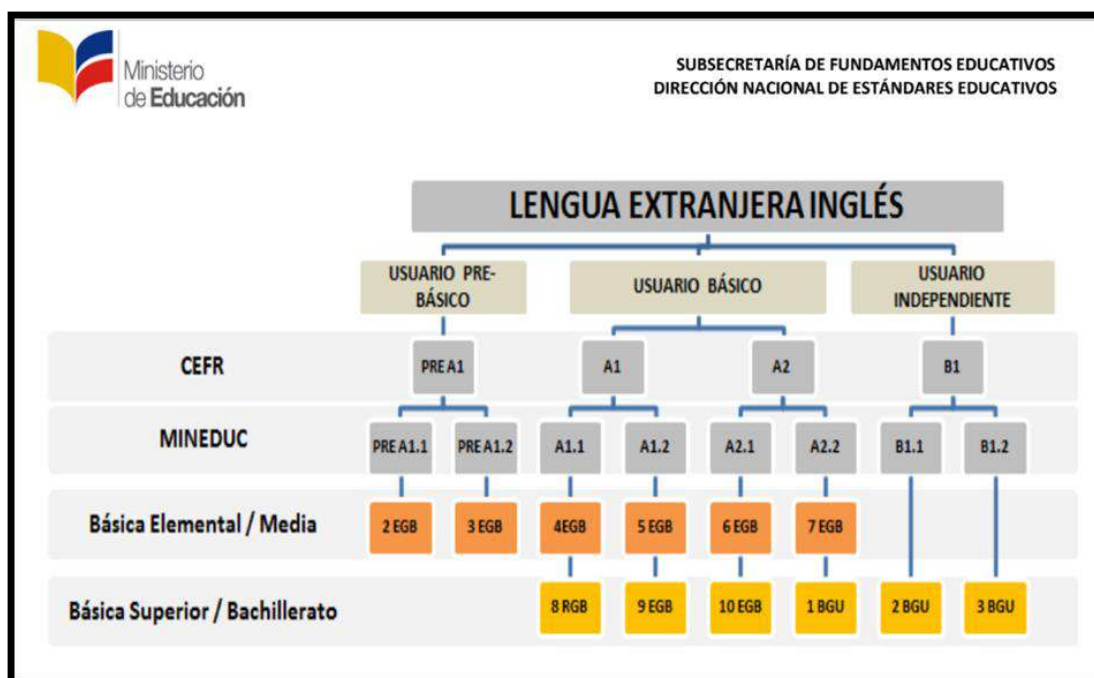 Ministerio
de Educación
SUBSECRETARÍA DE FUNDAMENTOS EDUCATIVOS
DIRECCIÓN NACIONAL DE ESTÁNDARES EDUCATIVOS
LENGUA EXTRANJERA INGLÉS
USUARIO PRE-
BÁSICO
USUARIO BÁSICO
USUARIO
INDEPENDIENTE
CEFR
PRE A1
A1
A2
B1
MINEDUC
PRE A1.1
PRE A1.2
A1.1
A1.2
A2.1
A2.2
B1.1
B1.2
Básica Elemental / Media
2 EGB
3 EGB
4EGB
5 EGB
6 EGB
7 EGB
Básica Superior / Bachillerato
8 RGB
9 EGB
10 EGB
1 BGU
2 BGU
3 BGU